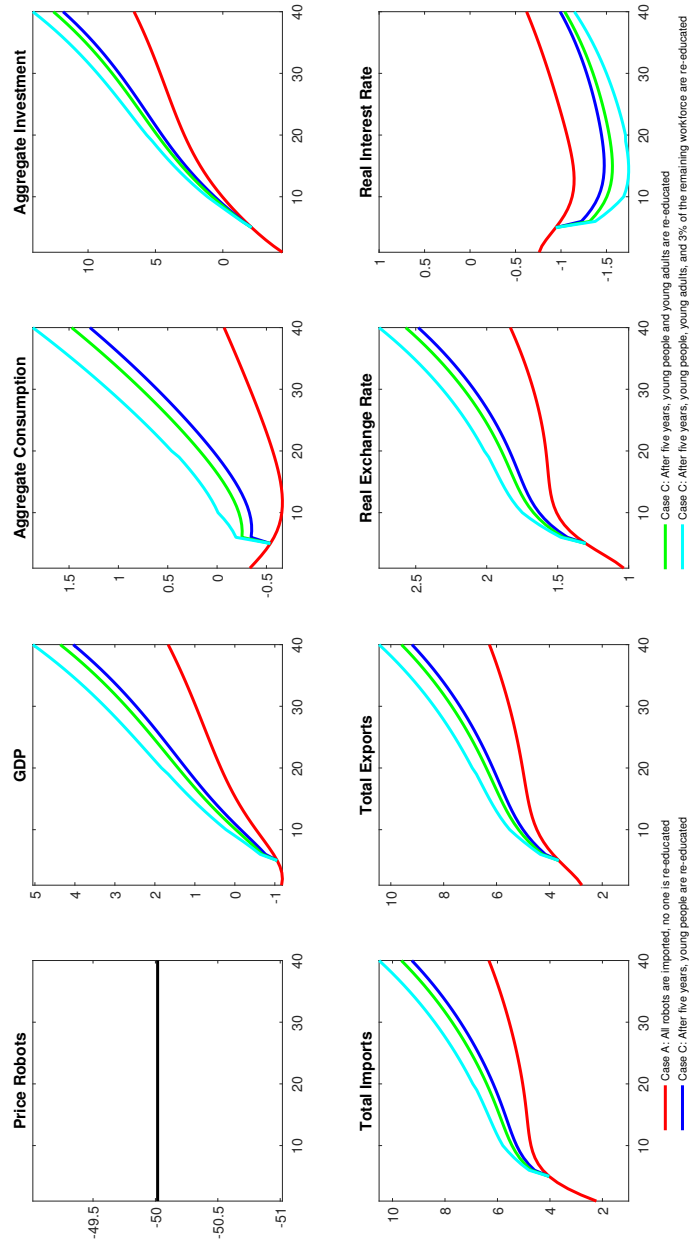 Price Robots
-49.5
-50
-50.5
-51
10 20 30 40
GDP
5
4
3
2
1
0
-1
10 20 30 40
Aggregate Consumption
1.5
1
0.5
0
-0.5
10 20 30 40
Aggregate Investment
10
5
0
10 20 30 40
Total Imports
10
8
6
4
2
10 20 30 40
Total Exports
10
8
6
4
2
10 20 30 40
Real Exchange Rate
2.5
2
1.5
1
10 20 30 40
Real Interest Rate
1
0.5
0
-0.5
-1
-1.5
10 20 30 40
Case A: All robots are imported, no one is re-educated
Case C: After five years, young people are re-educated
Case C: After five years, young people and young adults are re-educated
Case C: After five years, young people, young adults, and 3% of the remaining workforce are re-educated